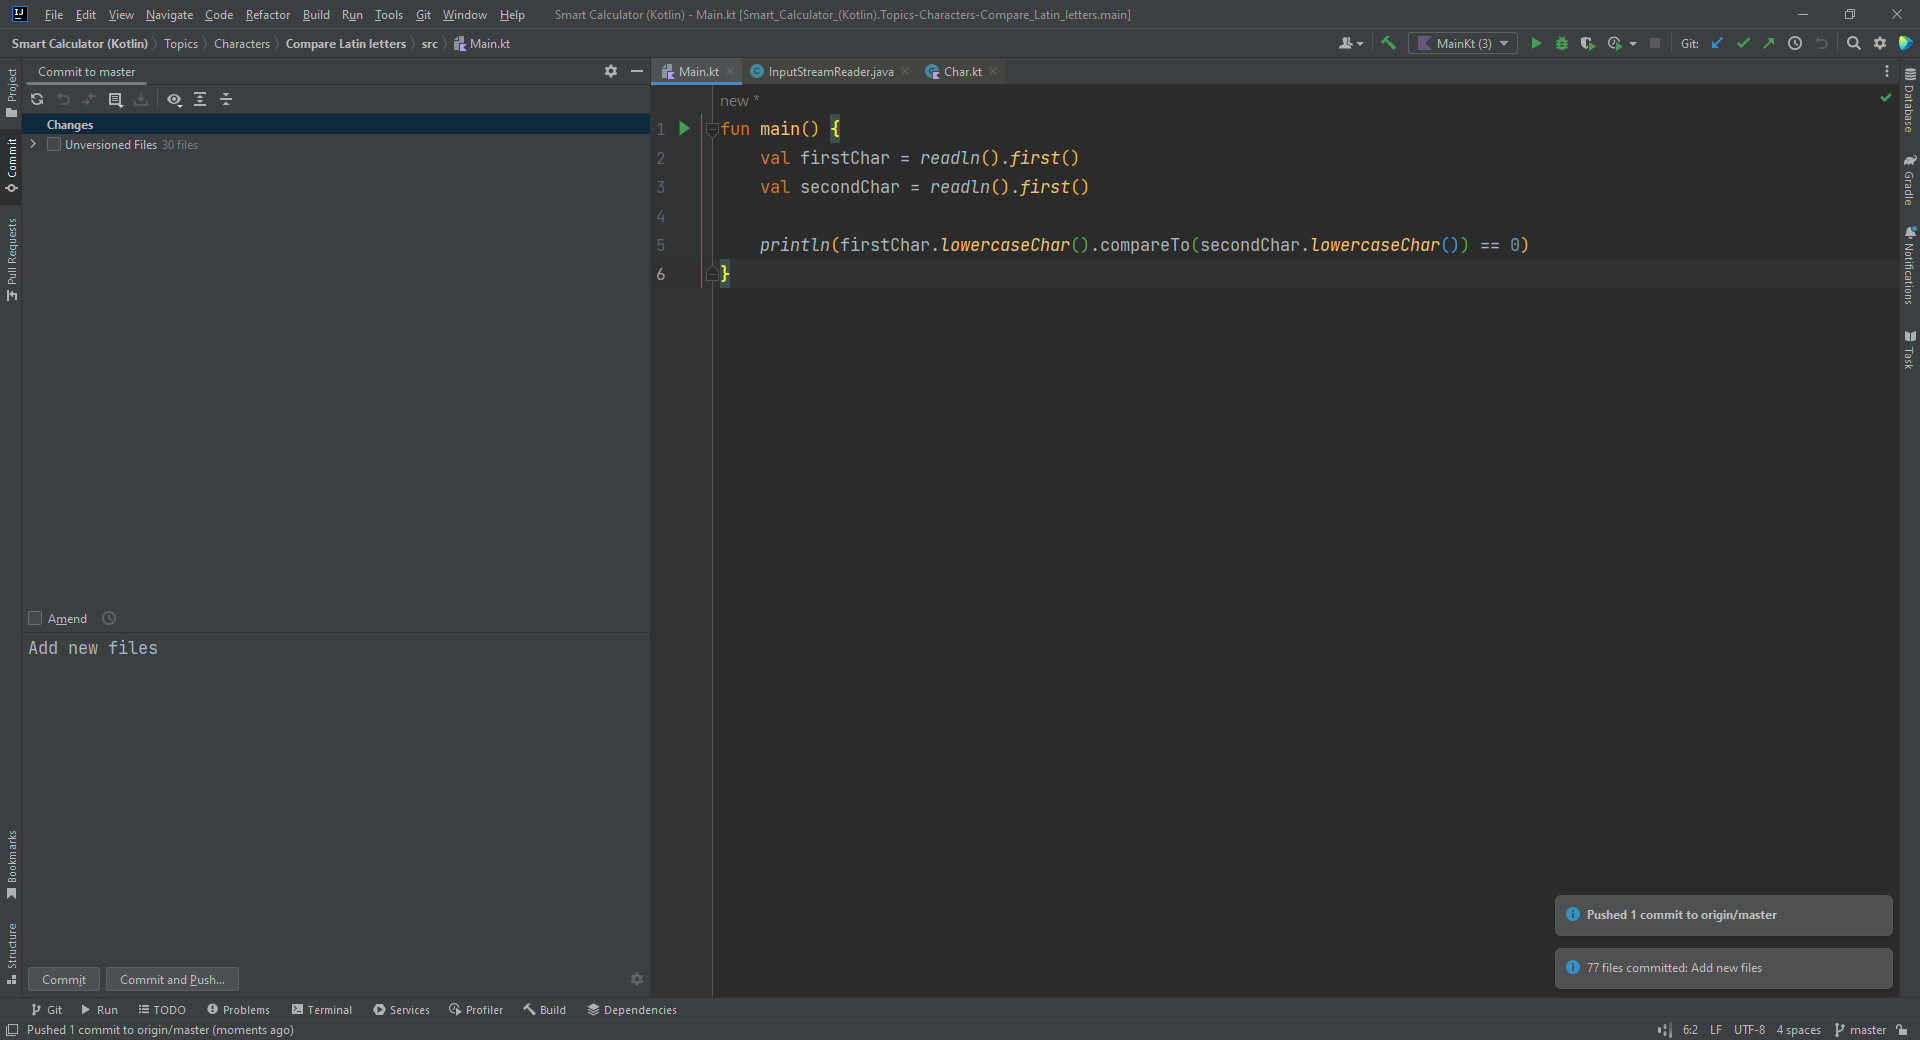 File Edit View Navigate Code Refactor Build Run Tools Git Window Help Smart Calculator (Kotlin) - Main.kt [Smart_Calculator_(Kotlin).Topics-Characters-Compare_Latin_letters.main]
Smart Calculator (Kotlin) Topics Characters Compare Latin letters src Main.kt MainKt (3) Git:
Project
Commit
Pull Requests
Bookmarks
Structure
Commit to master
Changes
Unversioned Files 30 files
Amend
Add new files
Commit Commit and Push...
Main.kt InputStreamReader.java Char.kt
new *
1 fun main() {
2 val firstChar = readln().first()
3 val secondChar = readln().first()
4
5 println(firstChar.lowercaseChar().compareTo(secondChar.lowercaseChar()) == 0)
6 }
Database
Gradle
Notifications
Task
Pushed 1 commit to origin/master
77 files committed: Add new files
Git Run TODO Problems Terminal Services Profiler Build Dependencies
Pushed 1 commit to origin/master (moments ago) 6:2 LF UTF-8 4 spaces master